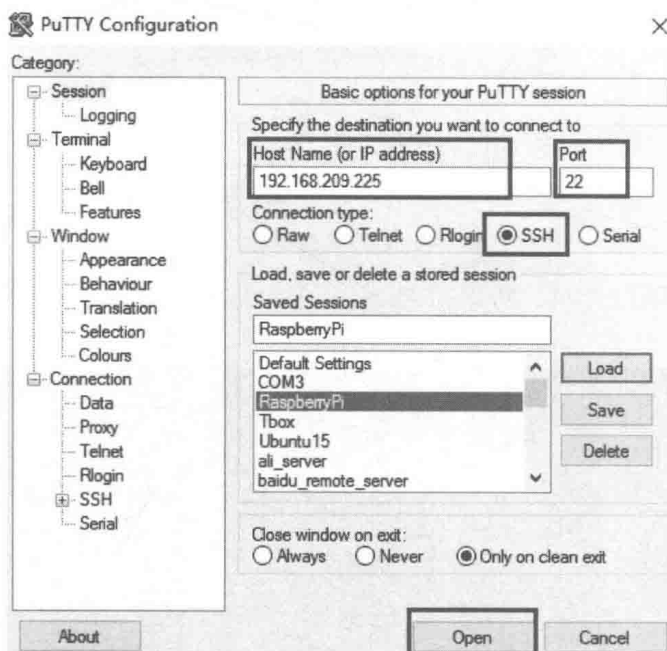 PuTTY Configuration
Category:
Session
Logging
Terminal
Keyboard
Bell
Features
Window
Appearance
Behaviour
Translation
Selection
Colours
Connection
Data
Proxy
Telnet
Rlogin
SSH
Serial
Basic options for your PuTTY session
Specify the destination you want to connect to
Host Name (or IP address) Port
192.168.209.225 22
Connection type:
Raw Telnet Rlogin SSH Serial
Load, save or delete a stored session
Saved Sessions
RaspberryPi
Default Settings
COM3
RaspberryPi
Tbox
Ubuntu15
ali_server
baidu_remote_server
Load
Save
Delete
Close window on exit:
Always Never Only on clean exit
About Open Cancel